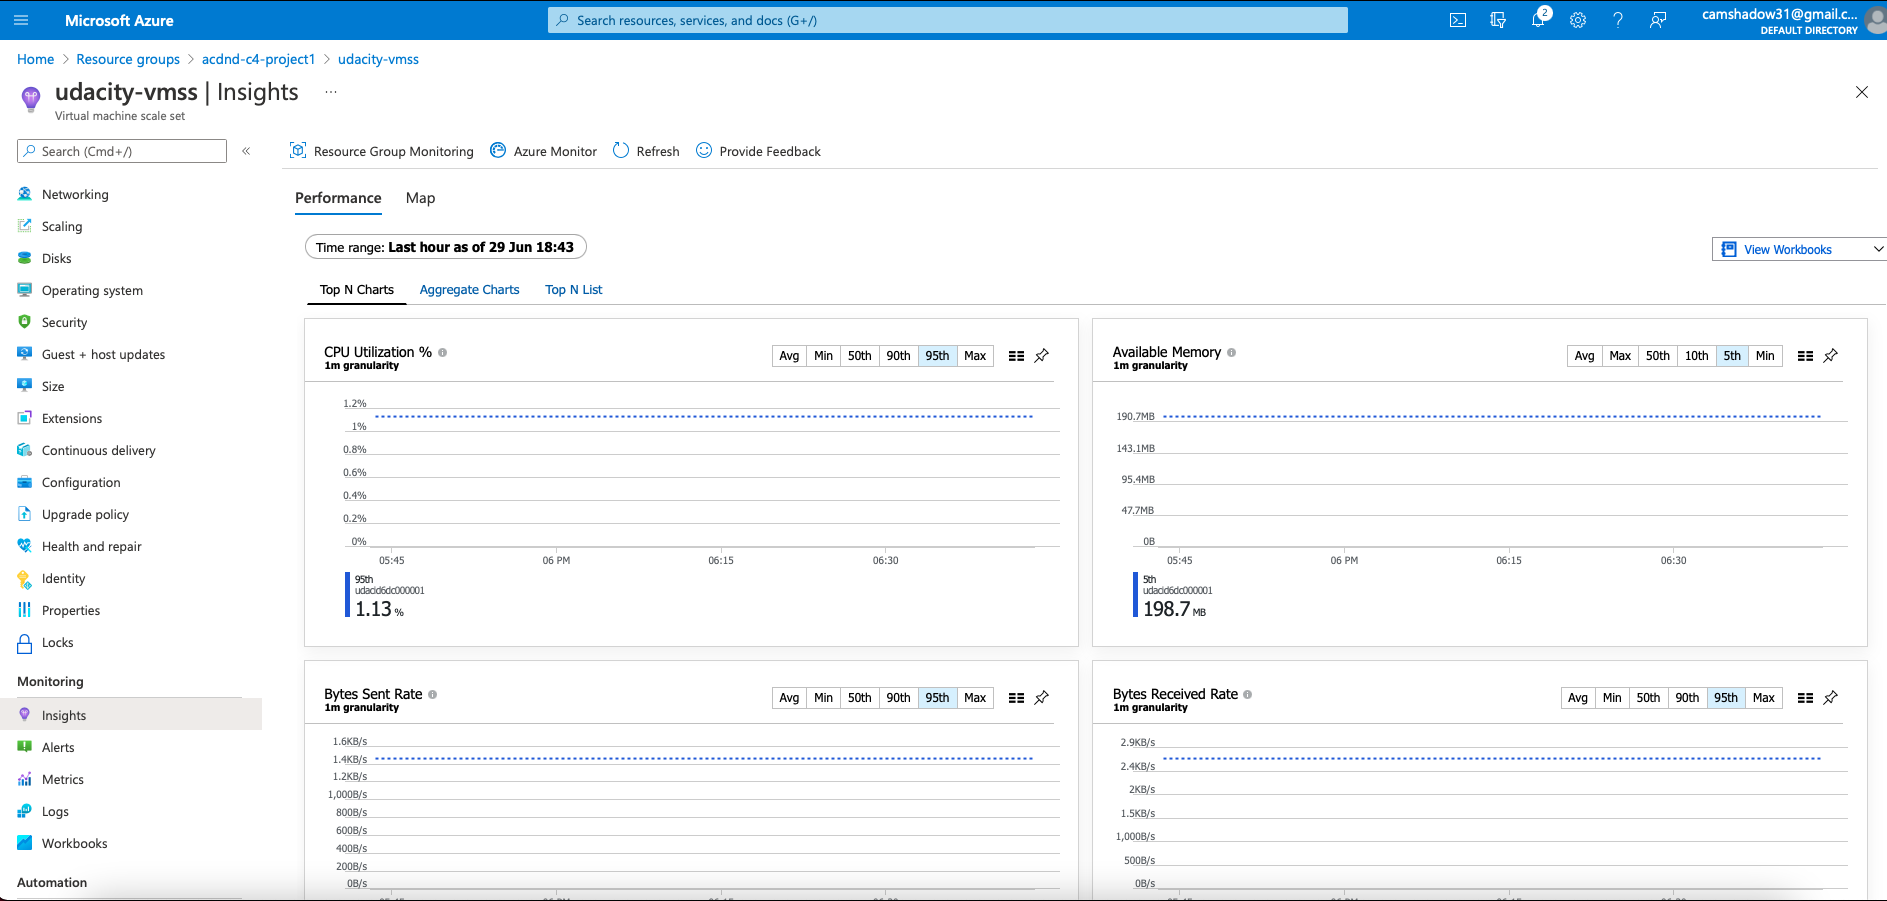 Microsoft Azure
Search resources, services, and docs (G+/)
2
camshadow31@gmail.c...
DEFAULT DIRECTORY
Home > Resource groups > acdnd-c4-project1 > udacity-vmss
udacity-vmss | Insights ...
Virtual machine scale set
Search (Cmd+/)
«
Networking
Scaling
Disks
Operating system
Security
Guest + host updates
Size
Extensions
Continuous delivery
Configuration
Upgrade policy
Health and repair
Identity
Properties
Locks
Monitoring
Insights
Alerts
Metrics
Logs
Workbooks
Automation
Resource Group Monitoring Azure Monitor Refresh Provide Feedback
Performance Map
Time range: Last hour as of 29 Jun 18:43
View Workbooks
Top N Charts Aggregate Charts Top N List
CPU Utilization %
1m granularity
Avg Min 50th 90th 95th Max
1.2%
1%
0.8%
0.6%
0.4%
0.2%
0%
05:45 06 PM 06:15 06:30
95th
udacid6dc000001
1.13 %
Available Memory
1m granularity
Avg Max 50th 10th 5th Min
190.7MB
143.1MB
95.4MB
47.7MB
0B
05:45 06 PM 06:15 06:30
5th
udacid6dc000001
198.7 MB
Bytes Sent Rate
1m granularity
Avg Min 50th 90th 95th Max
1.6KB/s
1.4KB/s
1.2KB/s
1,000B/s
800B/s
600B/s
400B/s
200B/s
0B/s
Bytes Received Rate
1m granularity
Avg Min 50th 90th 95th Max
2.9KB/s
2.4KB/s
2KB/s
1.5KB/s
1,000B/s
500B/s
0B/s